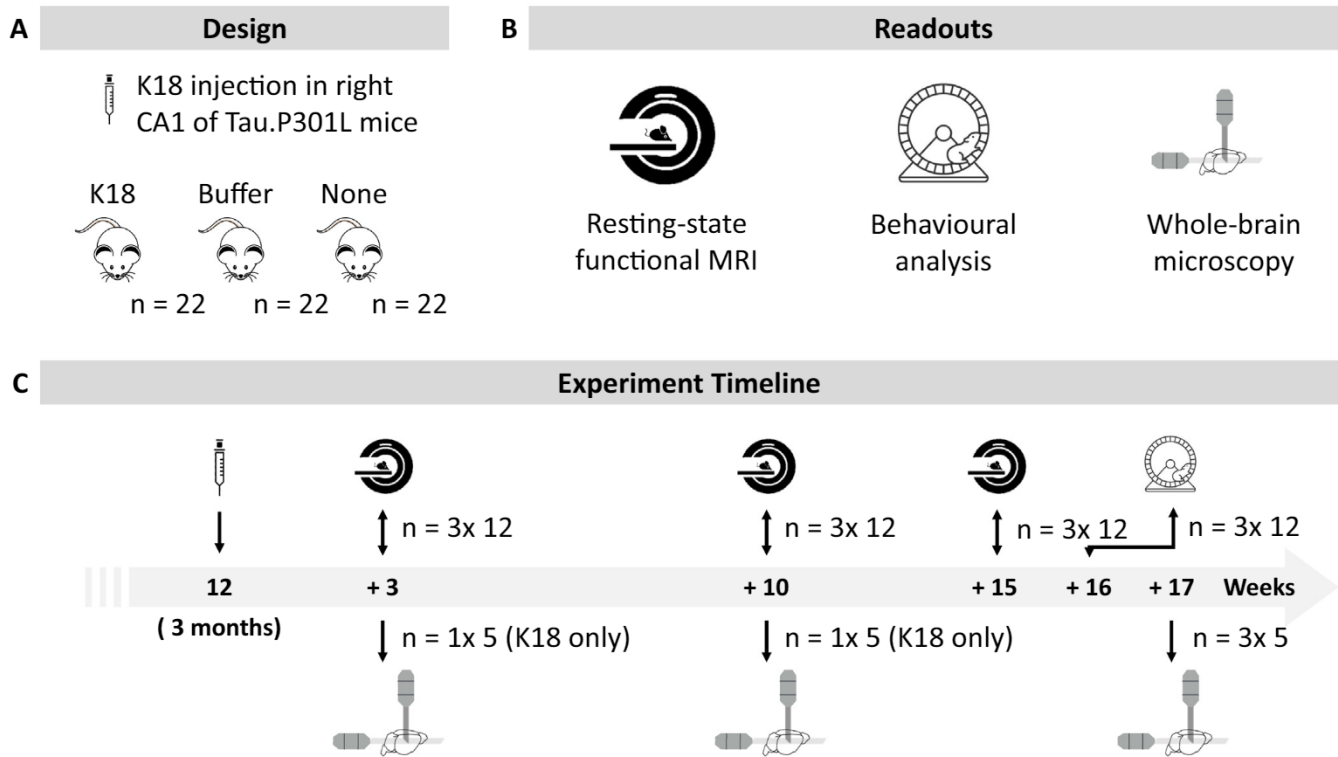 A
Design
K18 injection in right
CA1 of Tau.P301L mice
K18
Buffer
None
n = 22
n = 22
n = 22
B
Readouts
Resting-state
functional MRI
Behavioural
analysis
Whole-brain
microscopy
C
Experiment Timeline
n = 3x 12
n = 3x 12
n = 3x 12
n = 3x 12
12
+ 3
+ 10
+ 15
+ 16
+ 17
Weeks
( 3 months)
n = 1x 5 (K18 only)
n = 1x 5 (K18 only)
n = 3x 5